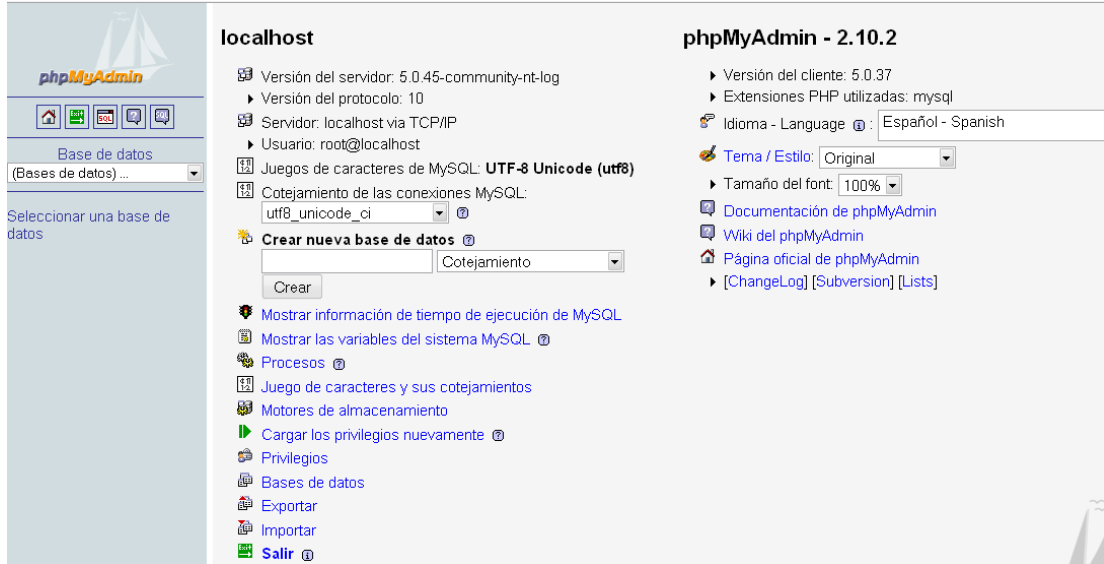 phpMyAdmin
Exit
SQL
SQL
Base de datos
(Bases de datos) ...
Seleccionar una base de
datos
localhost
Versión del servidor: 5.0.45-community-nt-log
Versión del protocolo: 10
Servidor: localhost via TCP/IP
Usuario: root@localhost
Juegos de caracteres de MySQL: UTF-8 Unicode (utf8)
Cotejamiento de las conexiones MySQL:
utf8_unicode_ci
Crear nueva base de datos
Cotejamiento
Crear
Mostrar información de tiempo de ejecución de MySQL
Mostrar las variables del sistema MySQL
Procesos
Juego de caracteres y sus cotejamientos
Motores de almacenamiento
Cargar los privilegios nuevamente
Privilegios
Bases de datos
Exportar
Importar
Exit
Salir
phpMyAdmin - 2.10.2
Versión del cliente: 5.0.37
Extensiones PHP utilizadas: mysql
Idioma - Language : Español - Spanish
Tema / Estilo: Original
Tamaño del font: 100%
Documentación de phpMyAdmin
Wiki del phpMyAdmin
Página oficial de phpMyAdmin
[ChangeLog] [Subversion] [Lists]